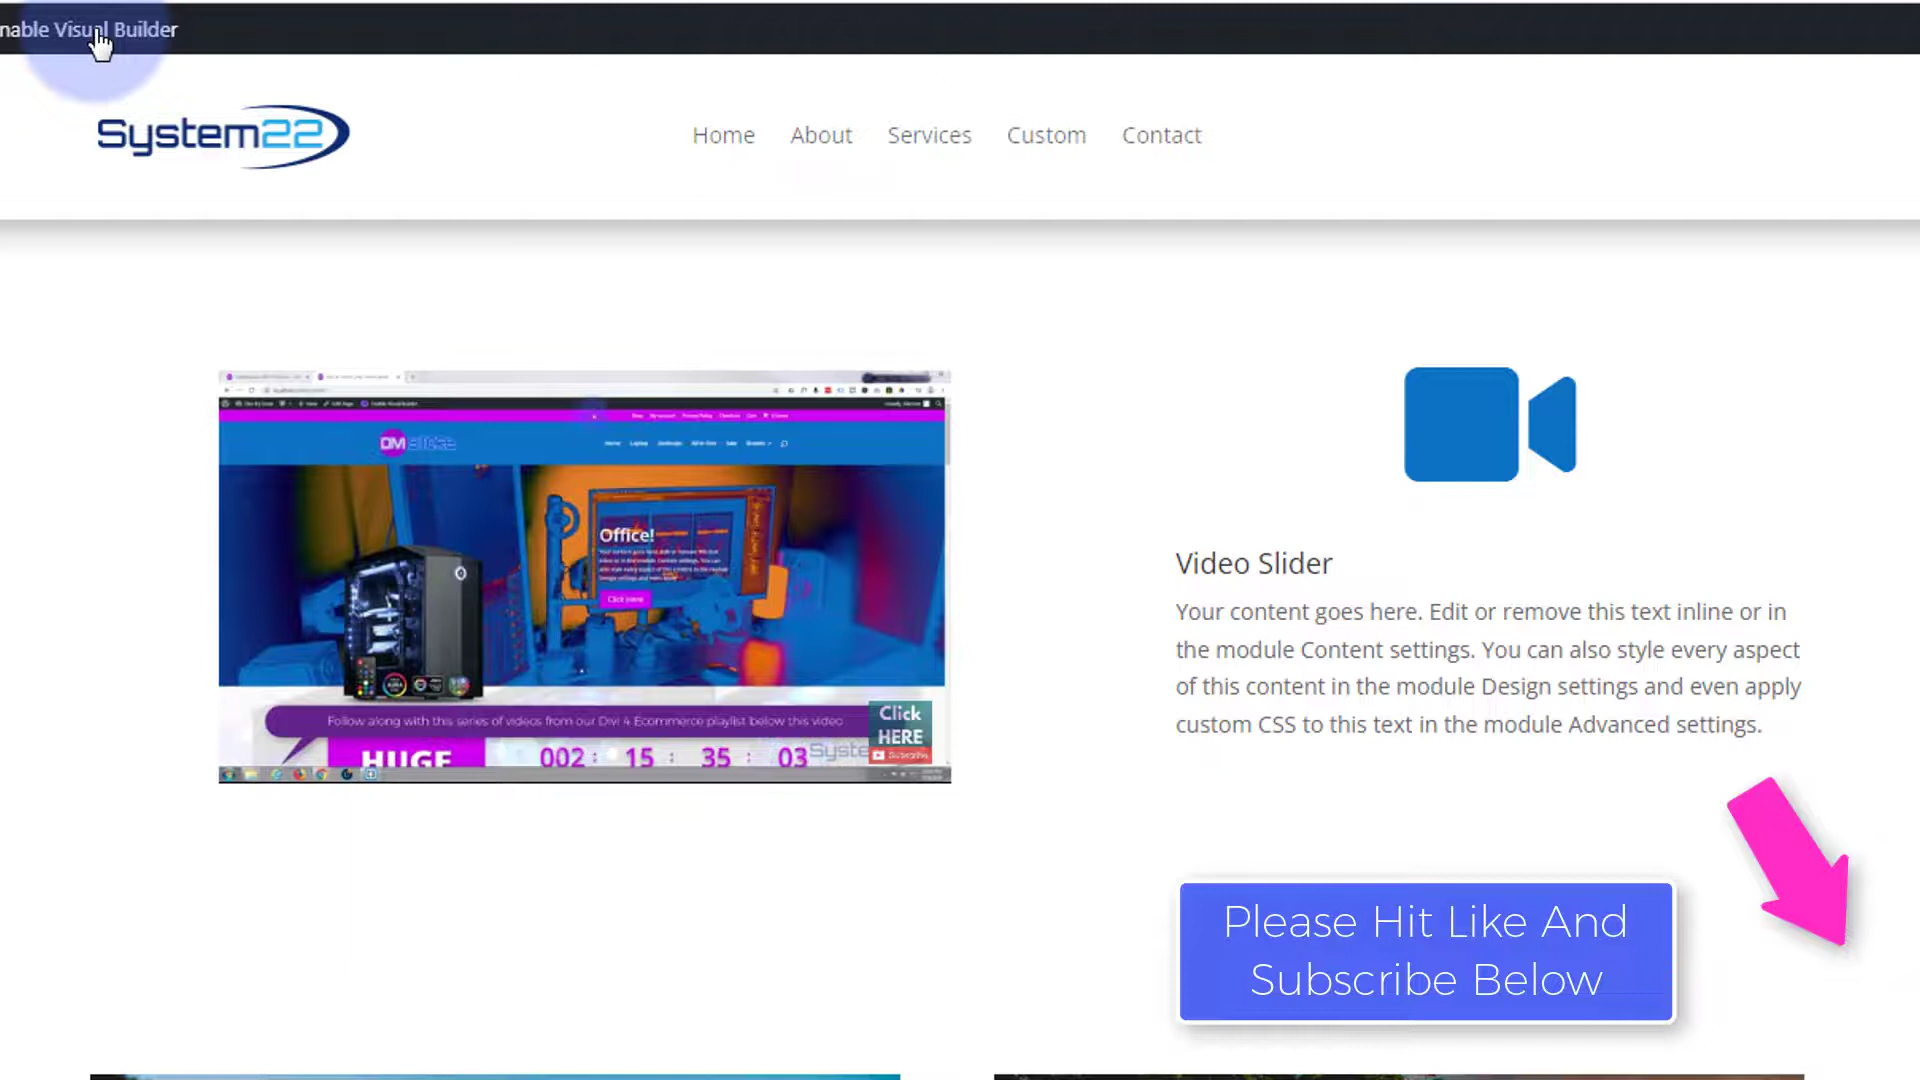 nable Visual Builder
System22
Home About Services Custom Contact
DM
Office!
Click Here
Follow along with this series of videos from our Divi 4 Ecommerce playlist below this video
Click
HERE
Subscribe
HUGE 002 : 15 : 35 : 03
Syste
Video Slider
Your content goes here. Edit or remove this text inline or in
the module Content settings. You can also style every aspect
of this content in the module Design settings and even apply
custom CSS to this text in the module Advanced settings.
Please Hit Like And
Subscribe Below